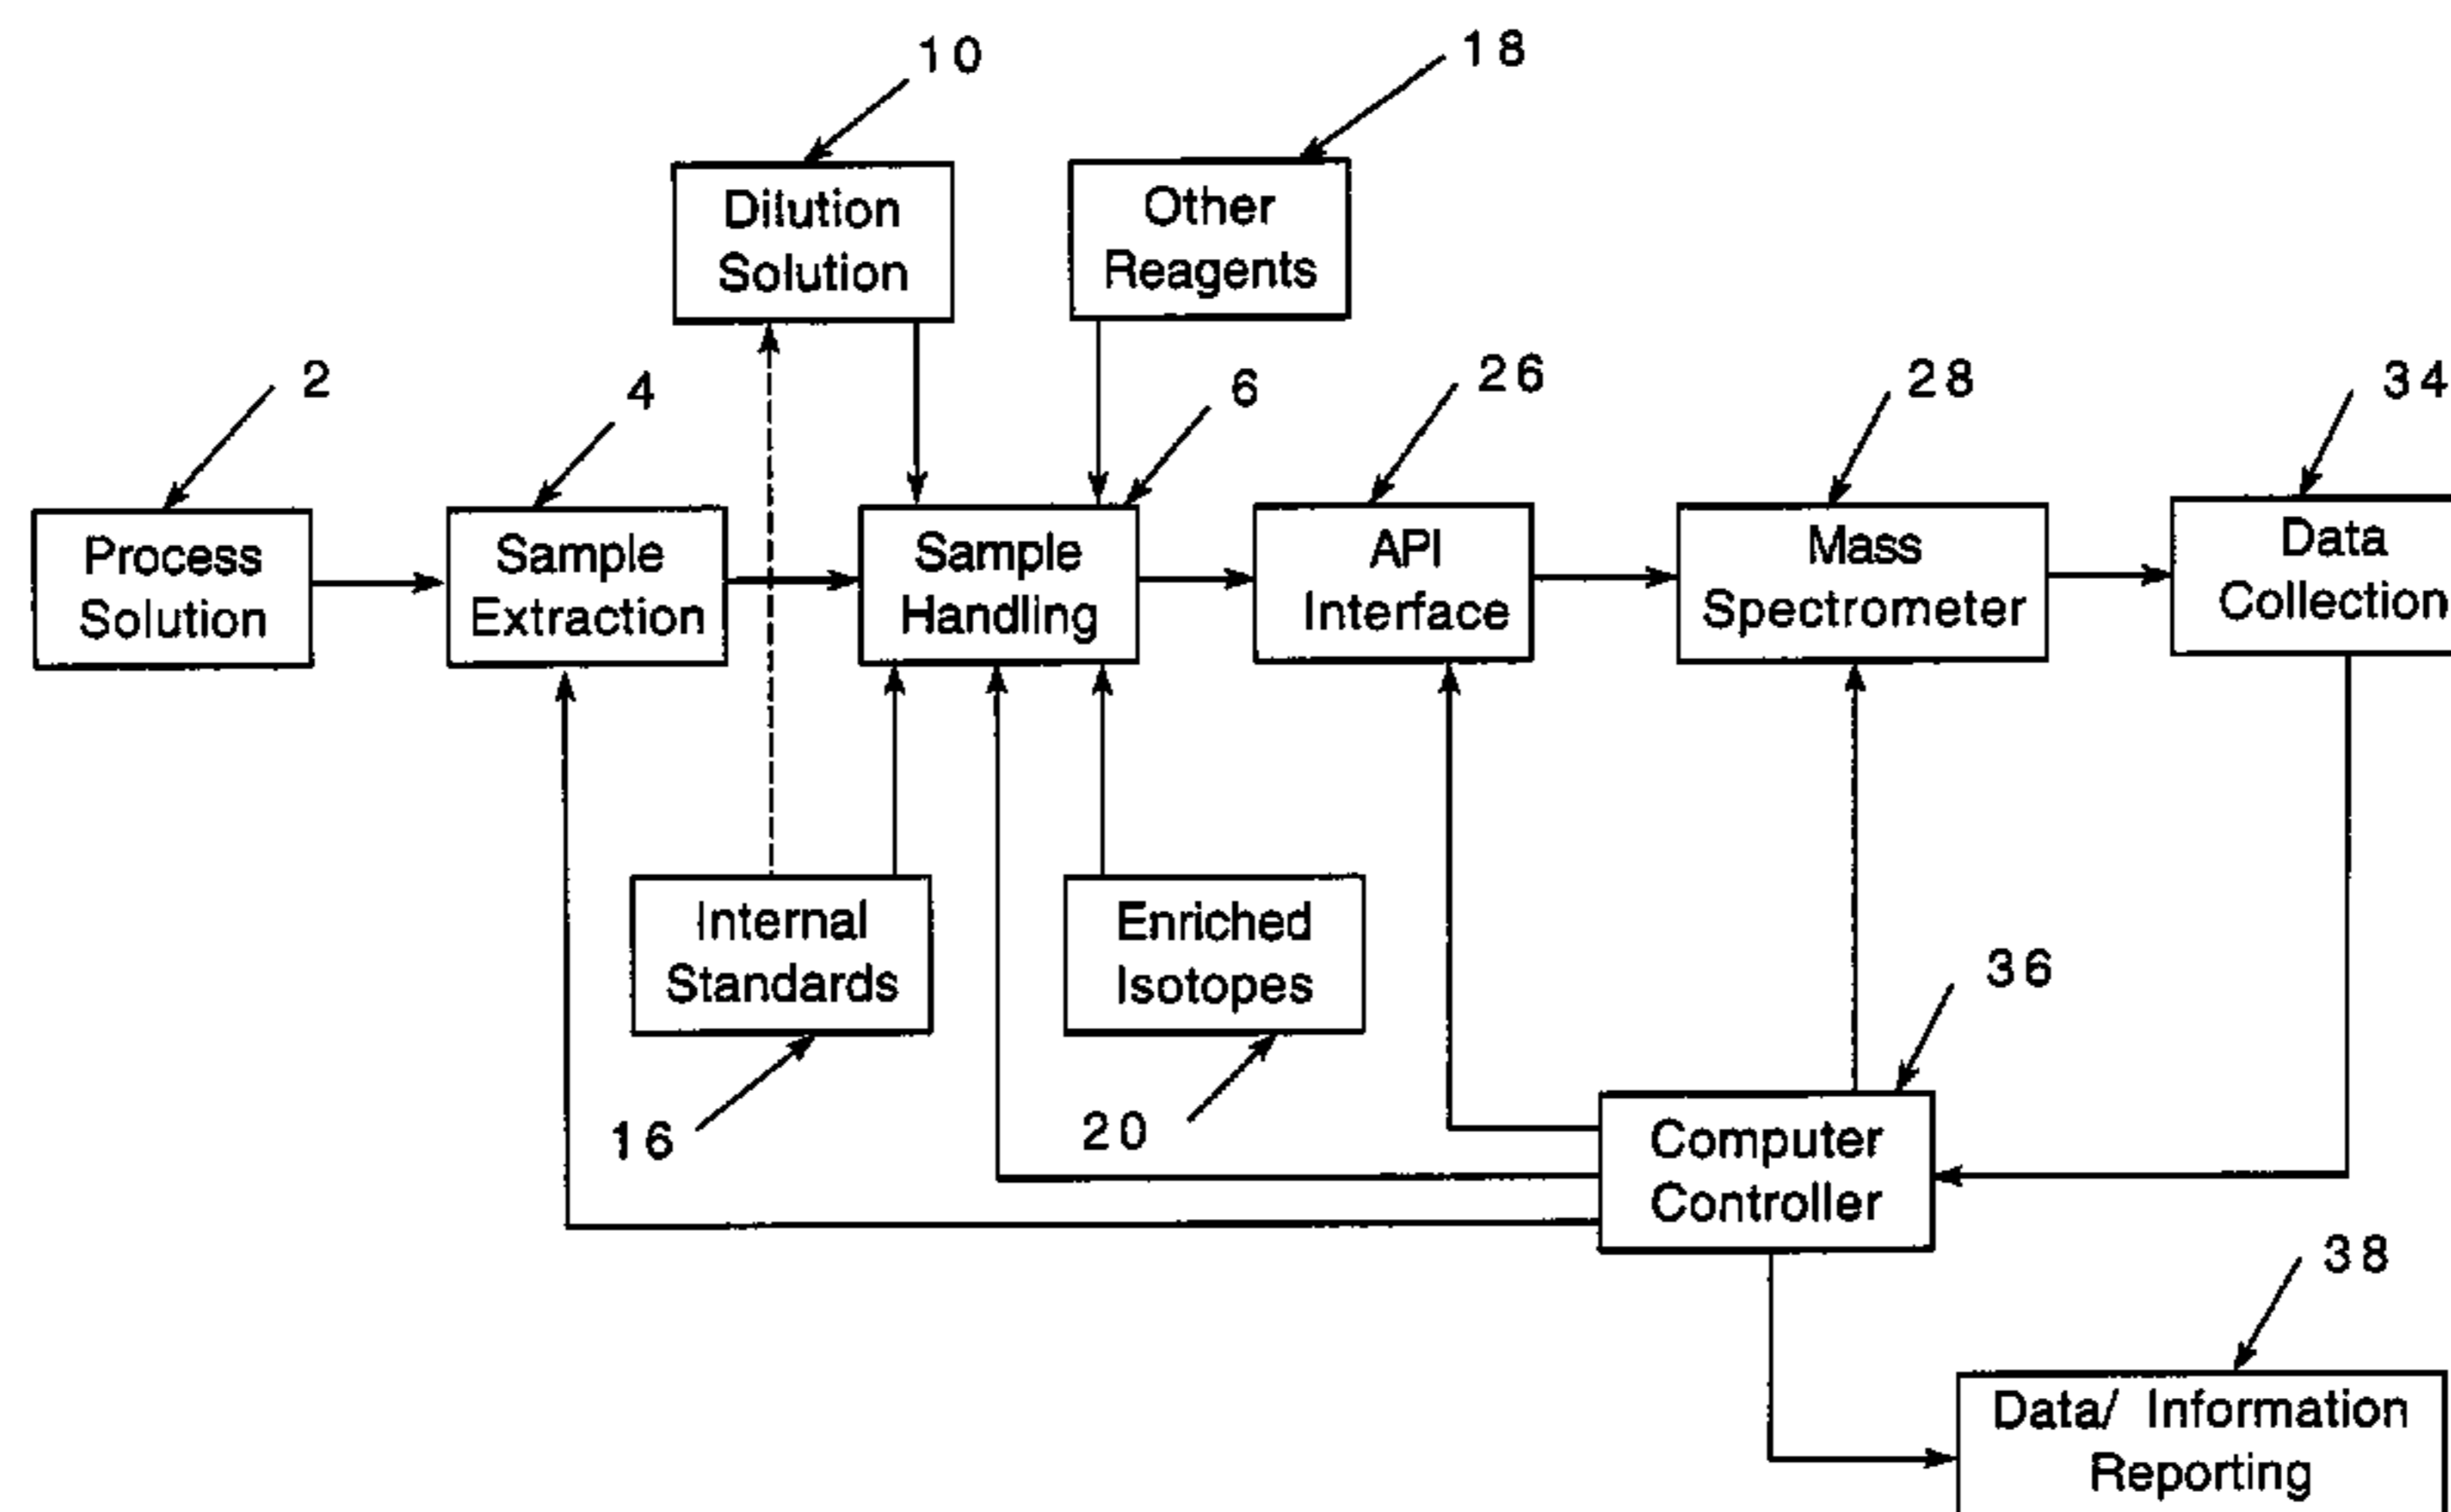 10
18
Dilution
Solution
Other
Reagents
2
4
6
26
28
34
Process
Solution
Sample
Extraction
Sample
Handling
API
Interface
Mass
Spectrometer
Data
Collection
Internal
Standards
Enriched
Isotopes
16
20
36
Computer
Controller
38
Data/ Information
Reporting